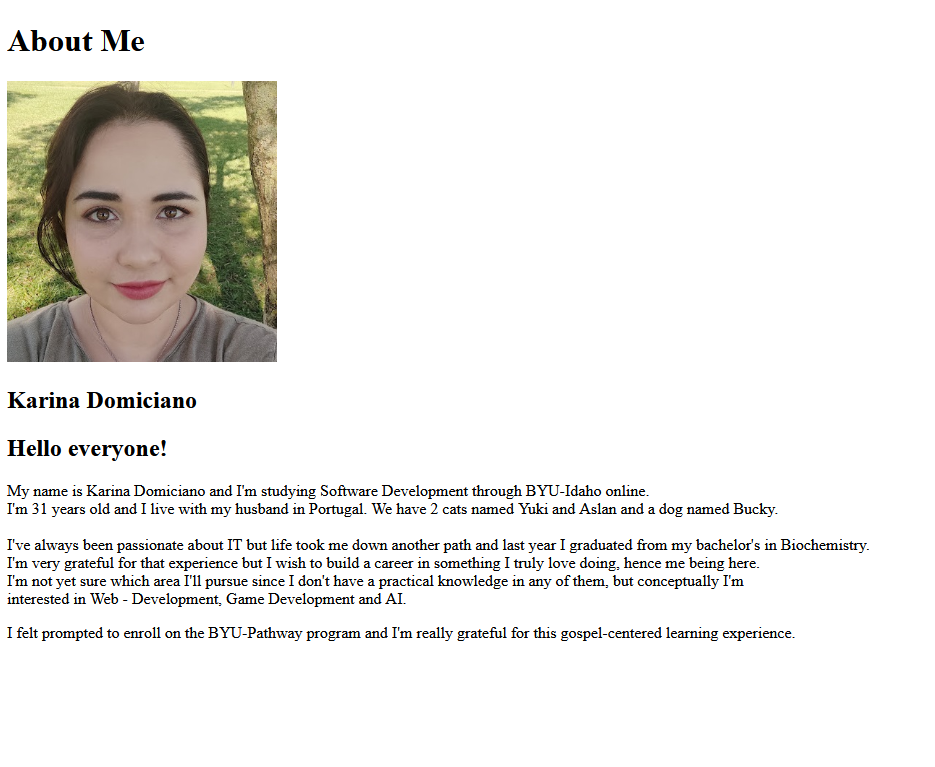 About Me
Karina Domiciano
Hello everyone!
My name is Karina Domiciano and I'm studying Software Development through BYU-Idaho online.
I'm 31 years old and I live with my husband in Portugal. We have 2 cats named Yuki and Aslan and a dog named Bucky.
I've always been passionate about IT but life took me down another path and last year I graduated from my bachelor's in Biochemistry.
I'm very grateful for that experience but I wish to build a career in something I truly love doing, hence me being here.
I'm not yet sure which area I'll pursue since I don't have a practical knowledge in any of them, but conceptually I'm
interested in Web - Development, Game Development and AI.
I felt prompted to enroll on the BYU-Pathway program and I'm really grateful for this gospel-centered learning experience.